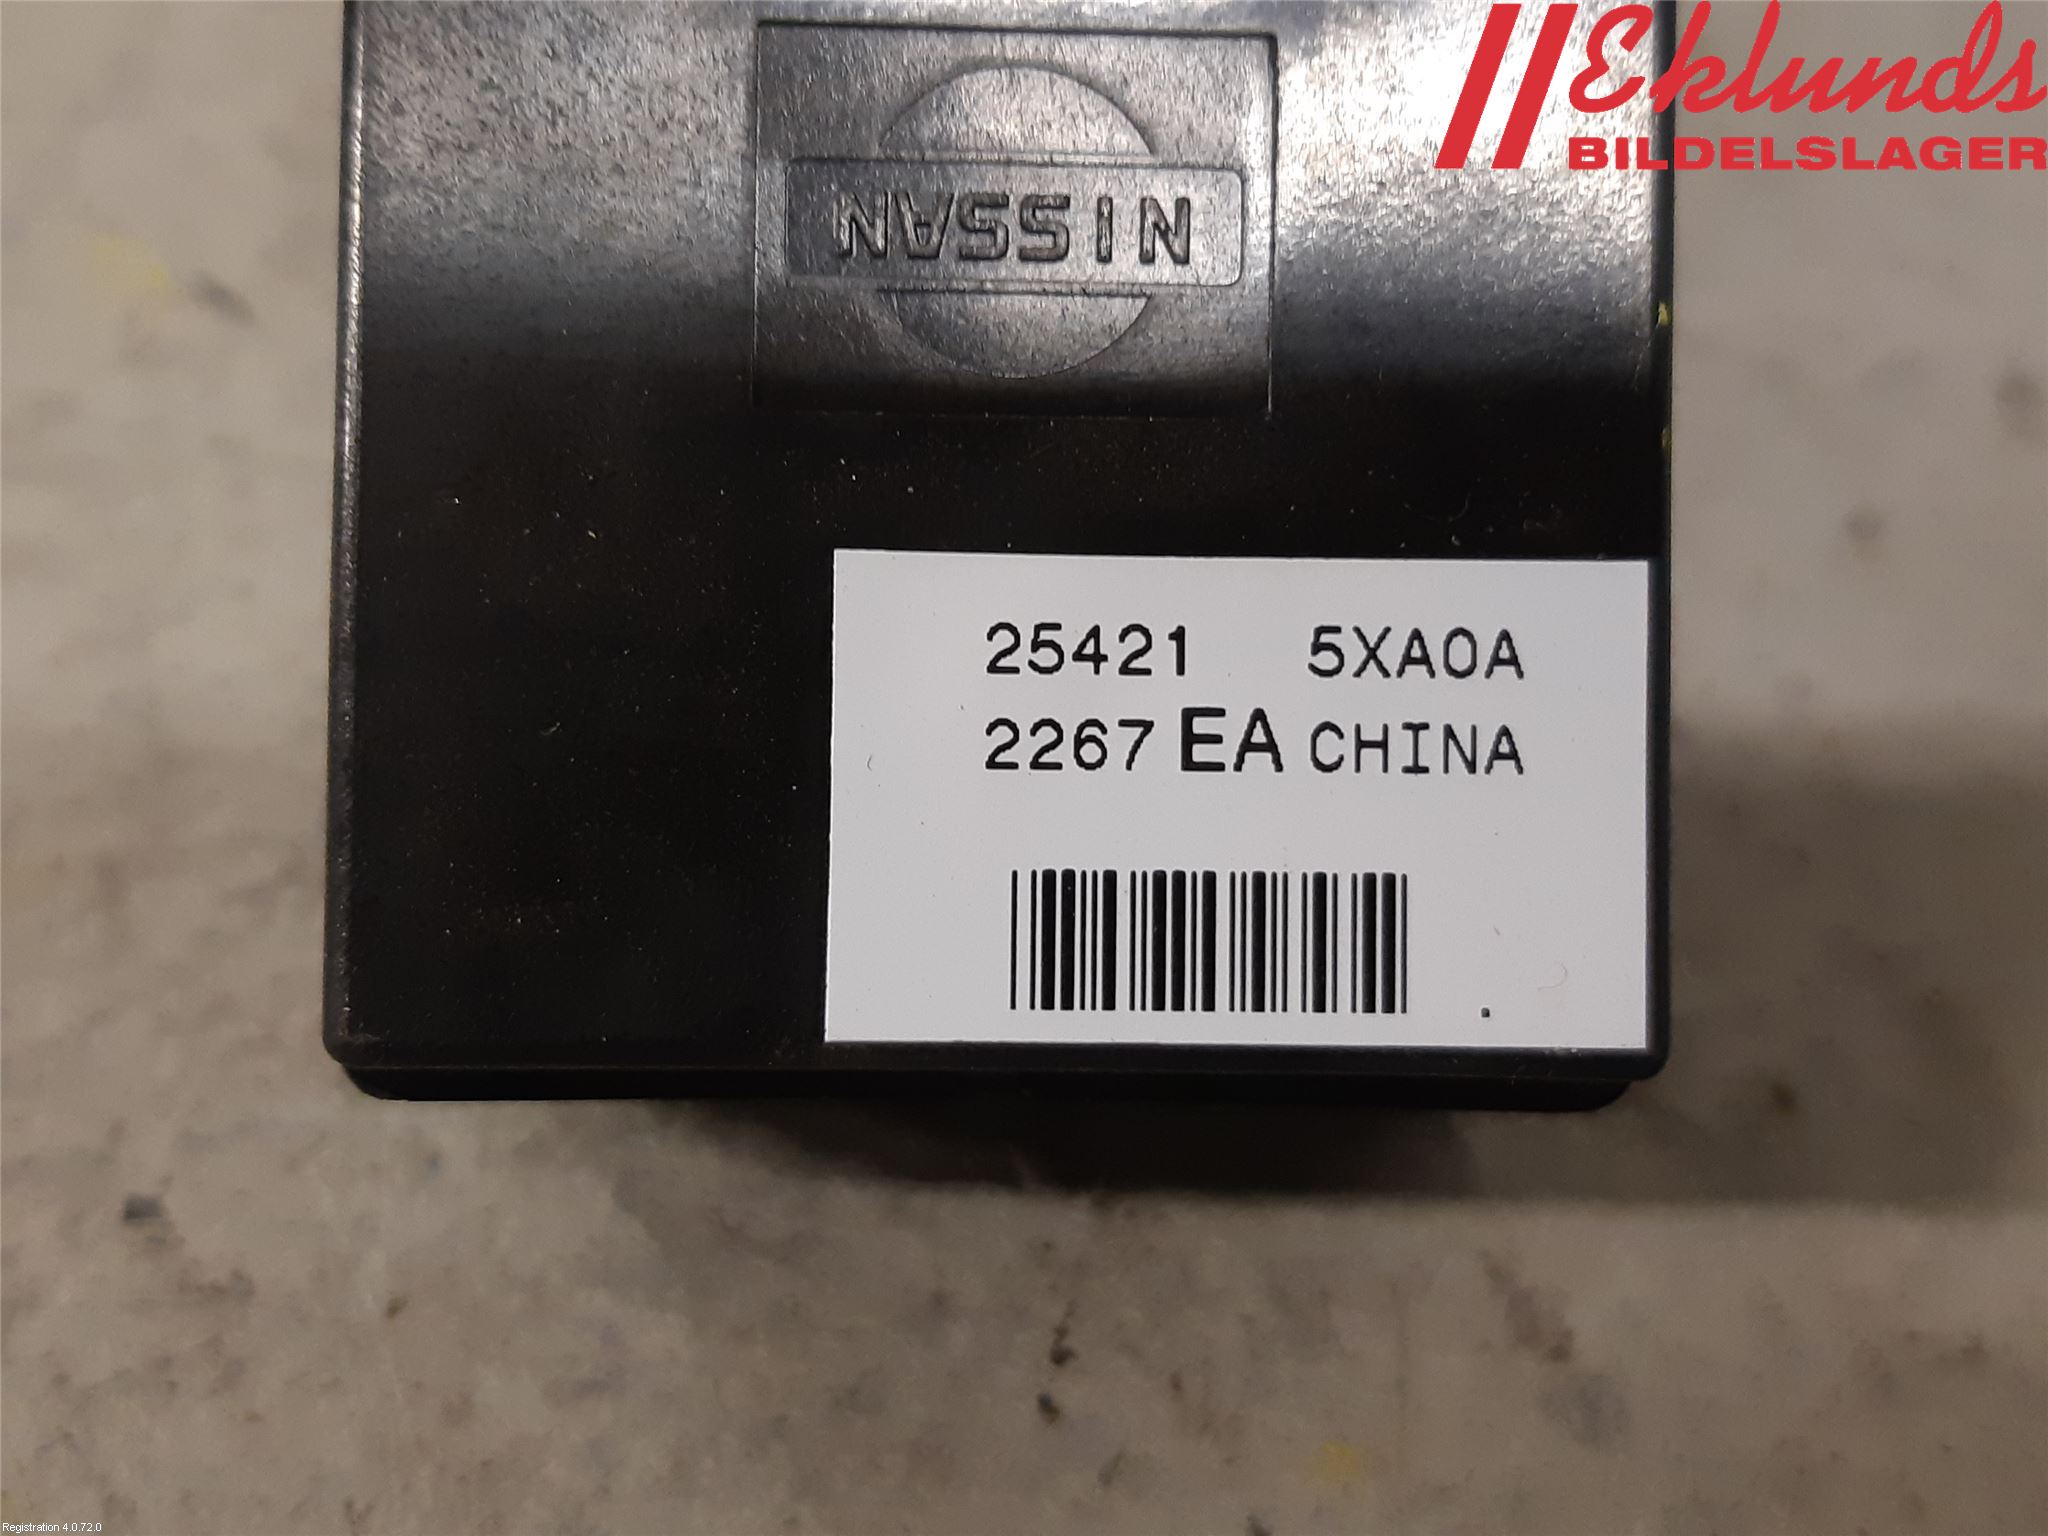 Eklunds
BILDELSLAGER
NISSAN
25421 5XA0A
2267 EA CHINA
Registration 4.0.72.0